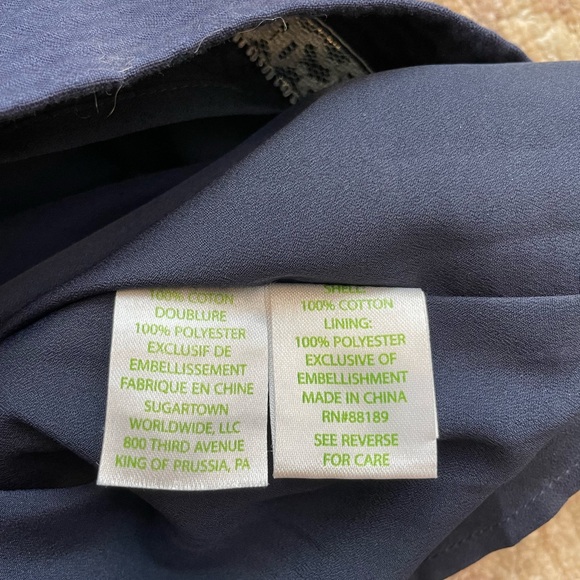 100% COTON
DOUBLURE
100% POLYESTER
EXCLUSIF DE
EMBELLISSEMENT
FABRIQUE EN CHINE
SUGARTOWN
WORLDWIDE, LLC
800 THIRD AVENUE
KING OF PRUSSIA, PA
SHELL:
100% COTTON
LINING:
100% POLYESTER
EXCLUSIVE OF
EMBELLISHMENT
MADE IN CHINA
RN#88189
SEE REVERSE
FOR CARE